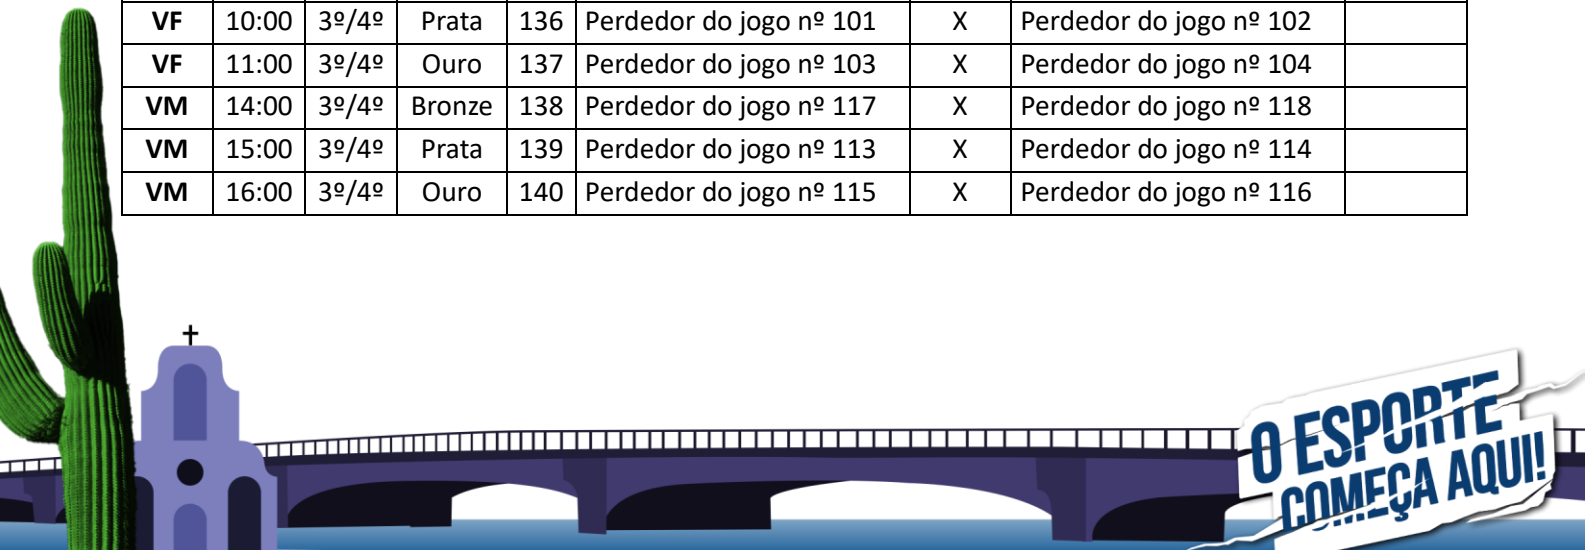 VF 10:00 3º/4º Prata 136 Perdedor do jogo nº 101 X Perdedor do jogo nº 102
VF 11:00 3º/4º Ouro 137 Perdedor do jogo nº 103 X Perdedor do jogo nº 104
VM 14:00 3º/4º Bronze 138 Perdedor do jogo nº 117 X Perdedor do jogo nº 118
VM 15:00 3º/4º Prata 139 Perdedor do jogo nº 113 X Perdedor do jogo nº 114
VM 16:00 3º/4º Ouro 140 Perdedor do jogo nº 115 X Perdedor do jogo nº 116
O ESPORTE
COMEÇA AQUI!